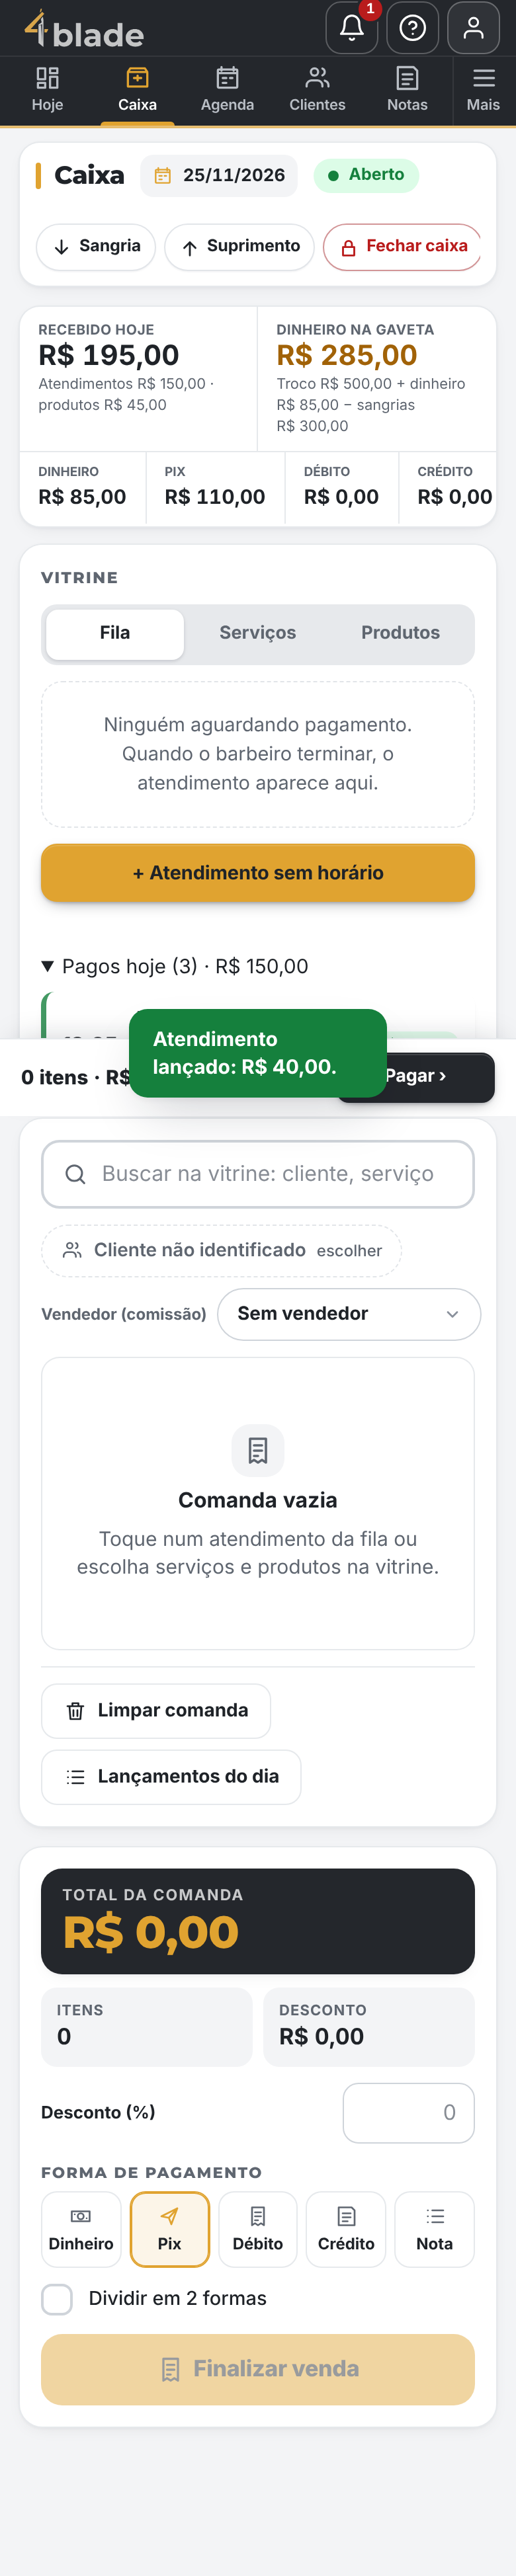 4blade
1
Hoje
Caixa
Agenda
Clientes
Notas
Mais
Caixa
25/11/2026
Aberto
Sangria
Suprimento
Fechar caixa
RECEBIDO HOJE
R$ 195,00
Atendimentos R$ 150,00 ·
produtos R$ 45,00
DINHEIRO NA GAVETA
R$ 285,00
Troco R$ 500,00 + dinheiro
R$ 85,00 − sangrias
R$ 300,00
DINHEIRO
R$ 85,00
PIX
R$ 110,00
DÉBITO
R$ 0,00
CRÉDITO
R$ 0,00
VITRINE
Fila
Serviços
Produtos
Ninguém aguardando pagamento.
Quando o barbeiro terminar, o
atendimento aparece aqui.
+ Atendimento sem horário
▼ Pagos hoje (3) · R$ 150,00
Atendimento
lançado: R$ 40,00.
0 itens · R$
Pagar ›
Buscar na vitrine: cliente, serviço
Cliente não identificado escolher
Vendedor (comissão)
Sem vendedor
Comanda vazia
Toque num atendimento da fila ou
escolha serviços e produtos na vitrine.
Limpar comanda
Lançamentos do dia
TOTAL DA COMANDA
R$ 0,00
ITENS
0
DESCONTO
R$ 0,00
Desconto (%)
0
FORMA DE PAGAMENTO
Dinheiro
Pix
Débito
Crédito
Nota
Dividir em 2 formas
Finalizar venda